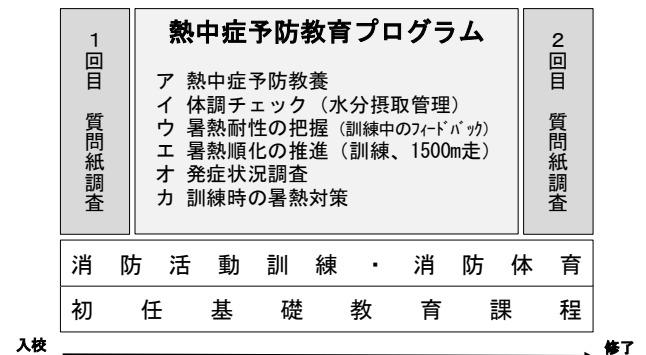 1回目　質問紙調査
熱中症予防教育プログラム
ア 熱中症予防教養
イ 体調チェック（水分摂取管理）
ウ 暑熱耐性の把握（訓練中のﾌｨｰﾄﾞﾊﾞｯｸ）
エ 暑熱順化の推進（訓練、1500m走）
オ 発症状況調査
カ 訓練時の暑熱対策
2回目　質問紙調査
消防活動訓練・消防体育
初任基礎教育課程
入校
修了